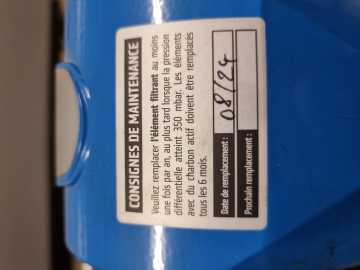 CONSIGNES DE MAINTENANCE
Veuillez remplacer l'élément filtrant au moins
une fois par an, au plus tard lorsque la pression
différentielle atteint 350 mbar. Les éléments
avec du charbon actif doivent être remplacés
tous les 6 mois.
Date de remplacement : 08/24
Prochain remplacement :